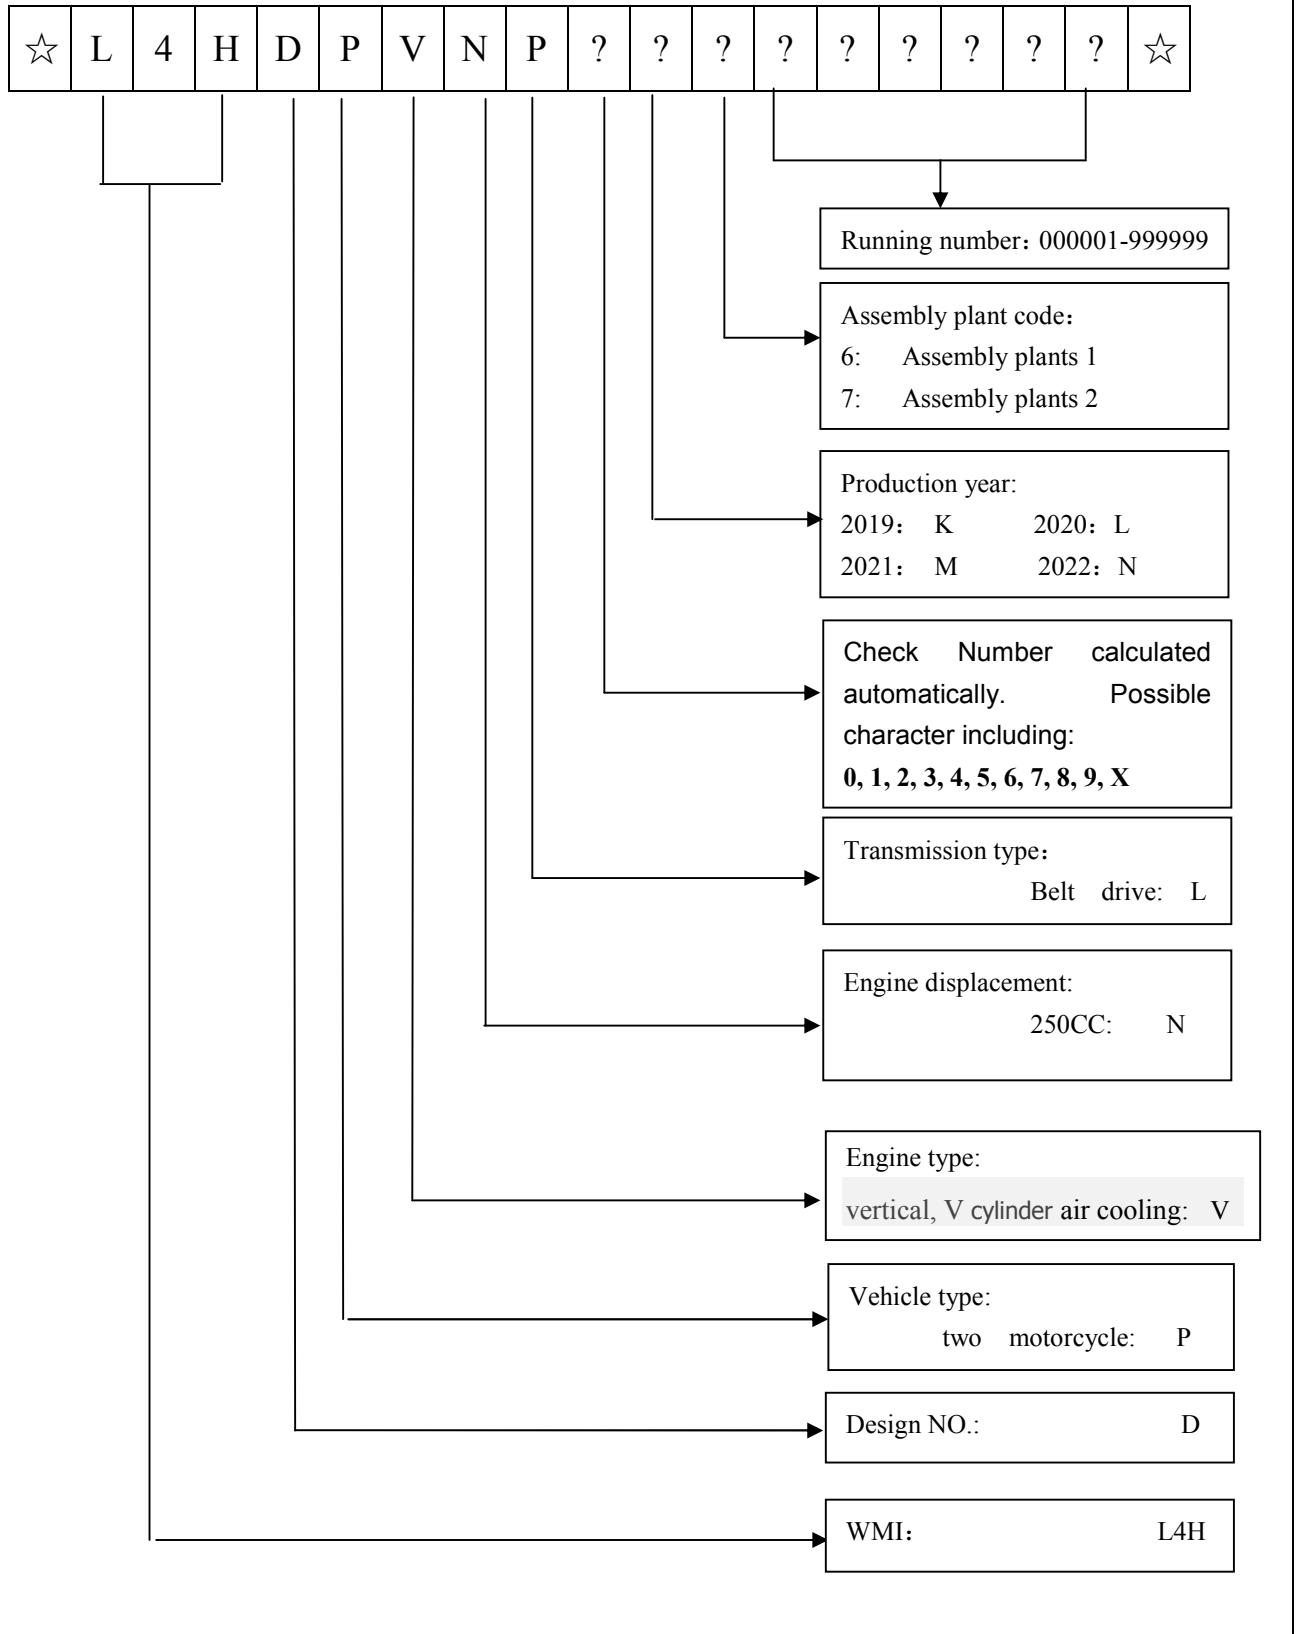 ☆ L 4 H D P V N P ? ? ? ? ? ? ? ? ? ☆
Running number：000001-999999
Assembly plant code：
6: Assembly plants 1
7: Assembly plants 2
Production year:
2019： K 2020：L
2021： M 2022：N
Check Number calculated
automatically. Possible
character including:
0, 1, 2, 3, 4, 5, 6, 7, 8, 9, X
Transmission type：
Belt drive: L
Engine displacement:
250CC: N
Engine type:
vertical, V cylinder air cooling: V
Vehicle type:
two motorcycle: P
Design NO.: D
WMI： L4H